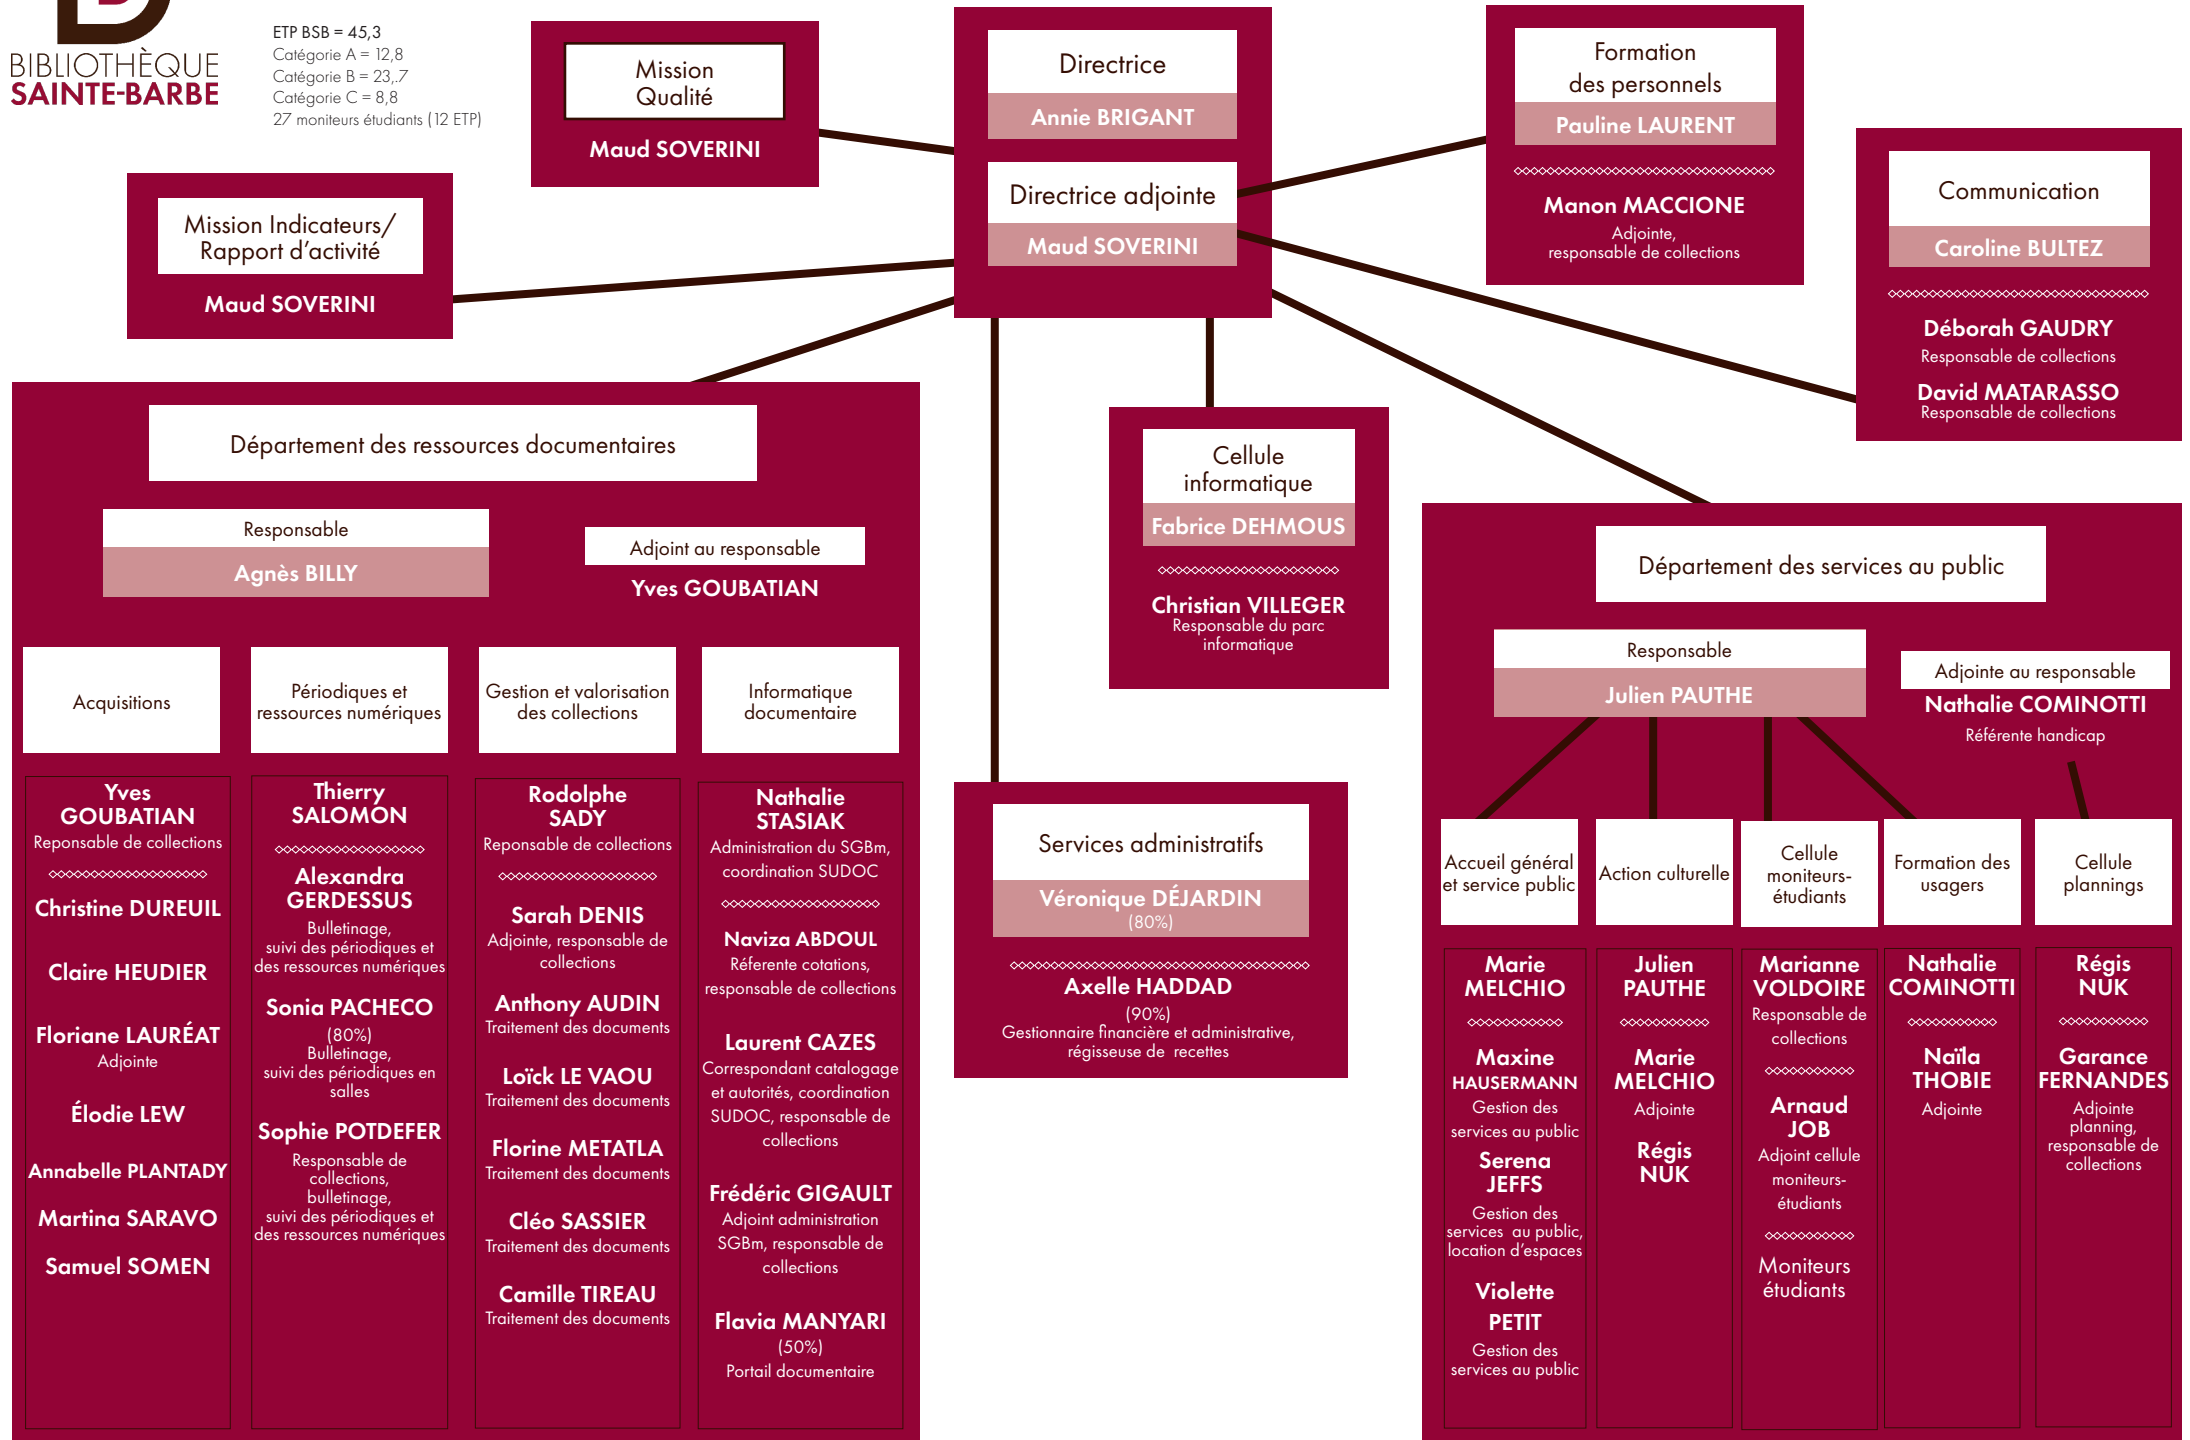 BIBLIOTHÈQUE
SAINTE-BARBE
ETP BSB = 45,3
Catégorie A = 12,8
Catégorie B = 23,.7
Catégorie C = 8,8
27 moniteurs étudiants (12 ETP)
Mission
Qualité
Maud SOVERINI
Directrice
Annie BRIGANT
Directrice adjointe
Maud SOVERINI
Formation
des personnels
Pauline LAURENT
Manon MACCIONE
Adjointe,
responsable de collections
Communication
Caroline BULTEZ
Déborah GAUDRY
Responsable de collections
David MATARASSO
Responsable de collections
Mission Indicateurs/
Rapport d'activité
Maud SOVERINI
Département des ressources documentaires
Responsable
Agnès BILLY
Adjoint au responsable
Yves GOUBATIAN
Acquisitions
Yves
GOUBATIAN
Reponsable de collections
Christine DUREUIL
Claire HEUDIER
Floriane LAURÉAT
Adjointe
Élodie LEW
Annabelle PLANTADY
Martina SARAVO
Samuel SOMEN
Périodiques et
ressources numériques
Thierry
SALOMON
Alexandra
GERDESSUS
Bulletinage,
suivi des périodiques et
des ressources numériques
Sonia PACHECO
(80%)
Bulletinage,
suivi des périodiques en
salles
Sophie POTDEFER
Responsable de
collections,
bulletinage,
suivi des périodiques et
des ressources numériques
Gestion et valorisation
des collections
Rodolphe
SADY
Reponsable de collections
Sarah DENIS
Adjointe, responsable de
collections
Anthony AUDIN
Traitement des documents
Loïck LE VAOU
Traitement des documents
Florine METATLA
Traitement des documents
Cléo SASSIER
Traitement des documents
Camille TIREAU
Traitement des documents
Informatique
documentaire
Nathalie
STASIAK
Administration du SGBm,
coordination SUDOC
Naviza ABDOUL
Réferente cotations,
responsable de collections
Laurent CAZES
Correspondant catalogage
et autorités, coordination
SUDOC, responsable de
collections
Frédéric GIGAULT
Adjoint administration
SGBm, responsable de
collections
Flavia MANYARI
(50%)
Portail documentaire
Cellule
informatique
Fabrice DEHMOUS
Christian VILLEGER
Responsable du parc
informatique
Services administratifs
Véronique DÉJARDIN
(80%)
Axelle HADDAD
(90%)
Gestionnaire financière et administrative,
régisseuse de recettes
Département des services au public
Responsable
Julien PAUTHE
Adjointe au responsable
Nathalie COMINOTTI
Référente handicap
Accueil général
et service public
Marie
MELCHIO
Maxine
HAUSERMANN
Gestion des
services au public
Serena
JEFFS
Gestion des
services au public,
location d'espaces
Violette
PETIT
Gestion des
services au public
Action culturelle
Julien
PAUTHE
Marie
MELCHIO
Adjointe
Régis
NUK
Cellule
moniteurs-
étudiants
Marianne
VOLDOIRE
Responsable de
collections
Arnaud
JOB
Adjoint cellule
moniteurs-
étudiants
Moniteurs
étudiants
Formation des
usagers
Nathalie
COMINOTTI
Naïla
THOBIE
Adjointe
Cellule
plannings
Régis
NUK
Garance
FERNANDES
Adjointe
planning,
responsable de
collections